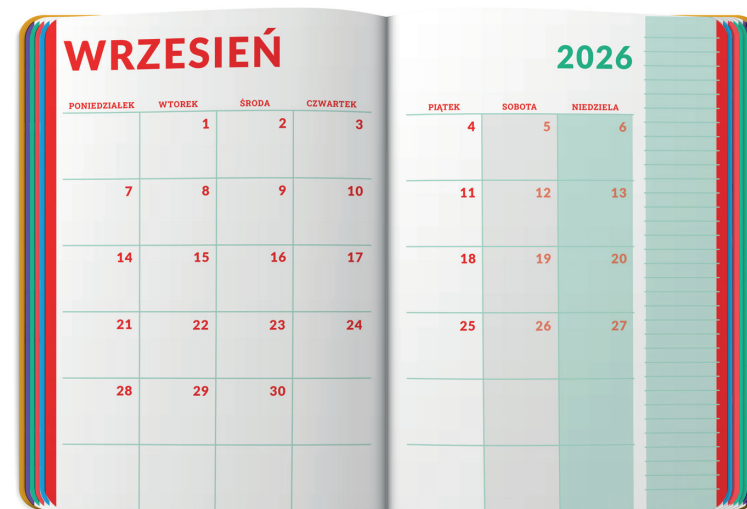 WRZESIEŃ 2026
PONIEDZIAŁEK WTOREK ŚRODA CZWARTEK PIĄTEK SOBOTA NIEDZIELA
1 2 3 4 5 6
7 8 9 10 11 12 13
14 15 16 17 18 19 20
21 22 23 24 25 26 27
28 29 30